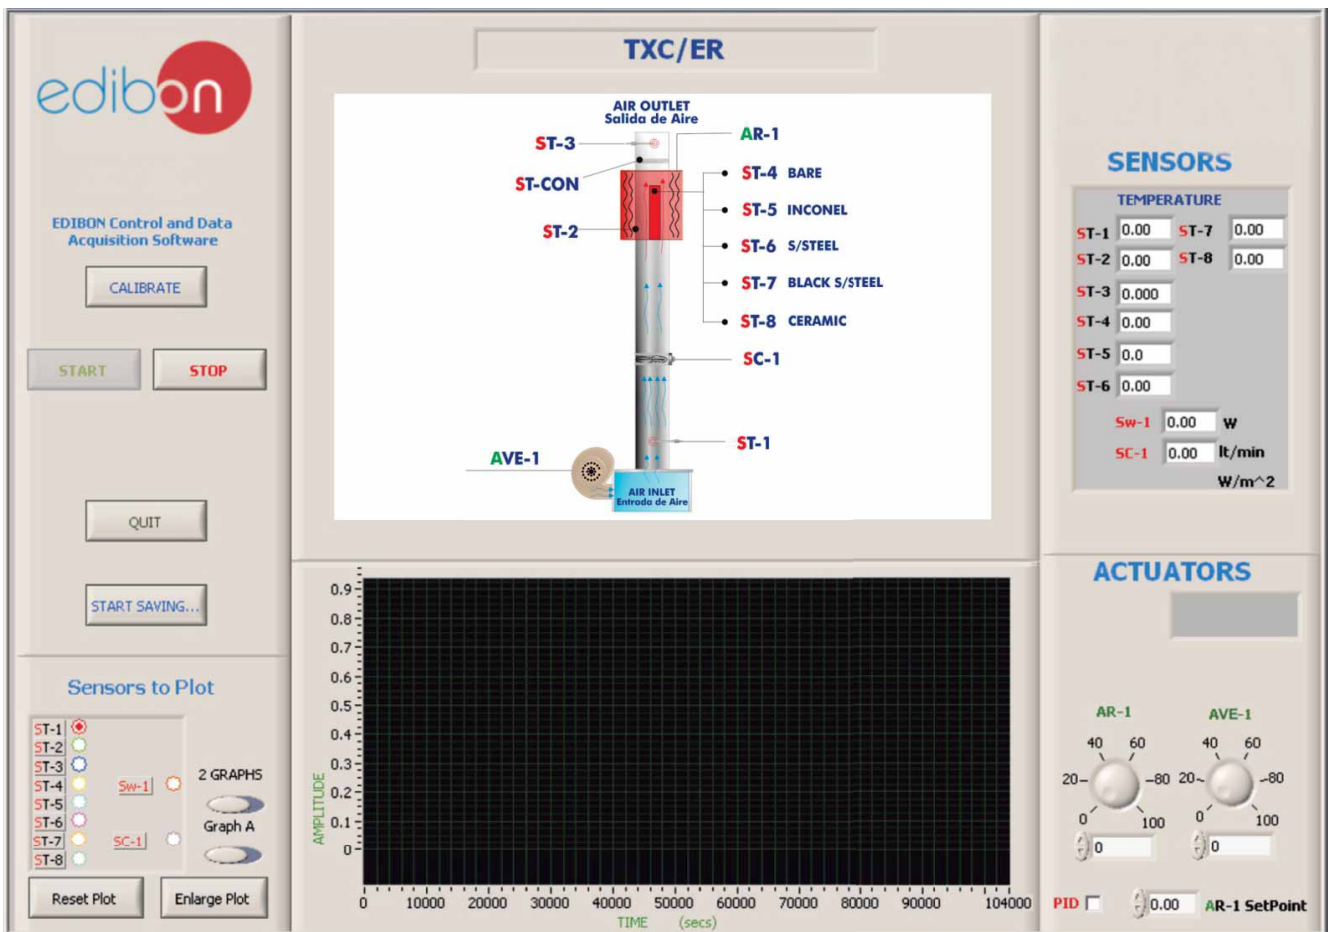 edibon
EDIBON Control and Data
Acquisition Software
CALIBRATE
START
STOP
QUIT
START SAVING...
Sensors to Plot
ST-1
ST-2
ST-3
ST-4
ST-5
ST-6
ST-7
ST-8
Sw-1
SC-1
2 GRAPHS
Graph A
Reset Plot
Enlarge Plot
TXC/ER
AIR OUTLET
Salida de Aire
ST-3
ST-CON
ST-2
AR-1
ST-4 BARE
ST-5 INCONEL
ST-6 S/STEEL
ST-7 BLACK S/STEEL
ST-8 CERAMIC
SC-1
ST-1
AVE-1
AIR INLET
Entrada de Aire
AMPLITUDE
0.9
0.8
0.7
0.6
0.5
0.4
0.3
0.2
0.1
0
0 10000 20000 30000 40000 50000 60000 70000 80000 90000 104000
TIME (secs)
SENSORS
TEMPERATURE
ST-1 0.00 ST-7 0.00
ST-2 0.00 ST-8 0.00
ST-3 0.000
ST-4 0.00
ST-5 0.0
ST-6 0.00
Sw-1 0.00 W
SC-1 0.00 lt/min
W/m^2
ACTUATORS
AR-1
0 20 40 60 80 100
0
AVE-1
0 20 40 60 80 100
0
PID 0.00 AR-1 SetPoint